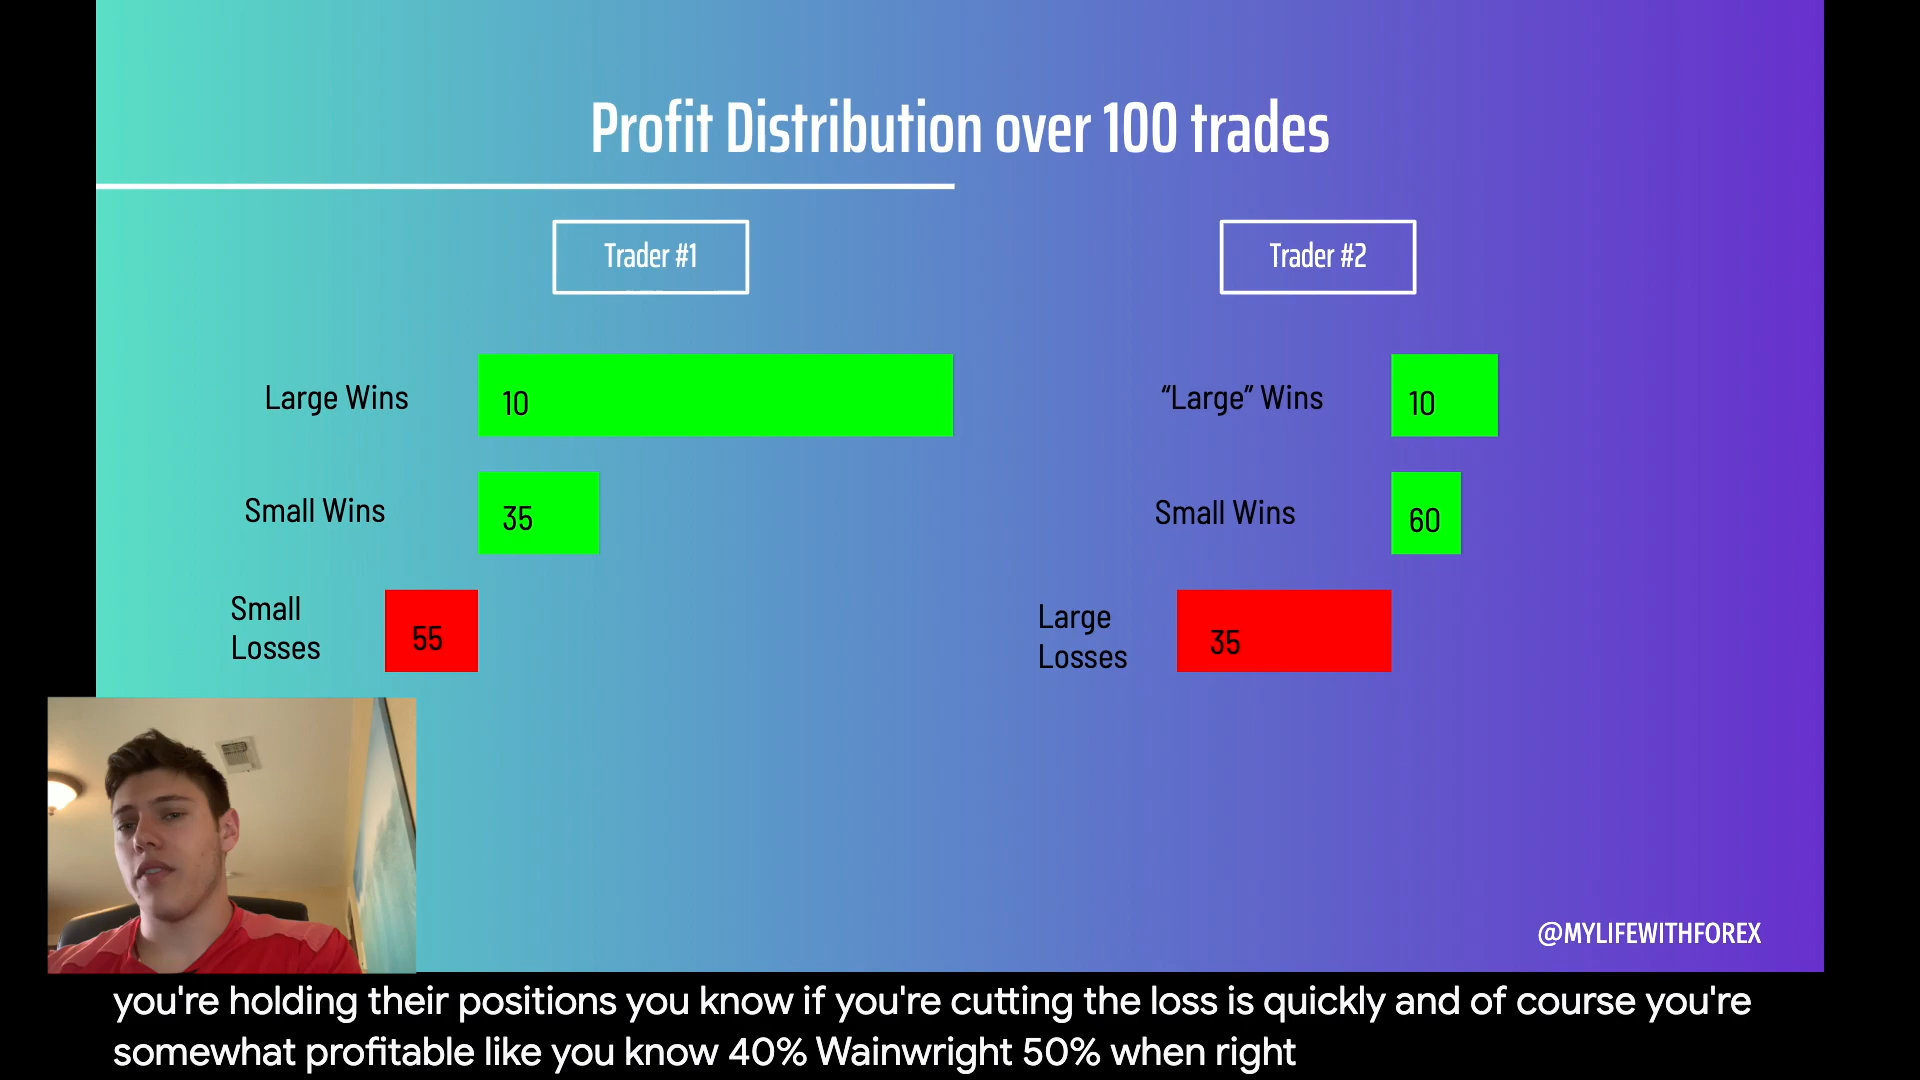 Profit Distribution over 100 trades
Trader #1
Trader #2
Large Wins
10
Small Wins
35
Small
Losses
55
“Large” Wins
10
Small Wins
60
Large
Losses
35
@MYLIFEWITHFOREX
you're holding their positions you know if you're cutting the loss is quickly and of course you're
somewhat profitable like you know 40% Wainwright 50% when right